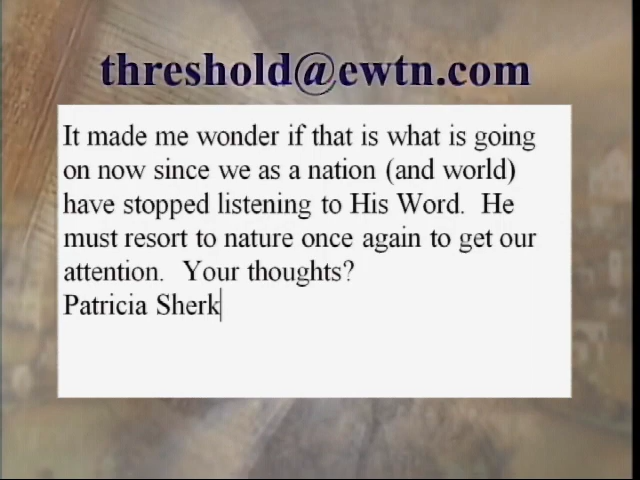 threshold@ewtn.com
It made me wonder if that is what is going
on now since we as a nation (and world)
have stopped listening to His Word.  He
must resort to nature once again to get our
attention.  Your thoughts?
Patricia Sherk